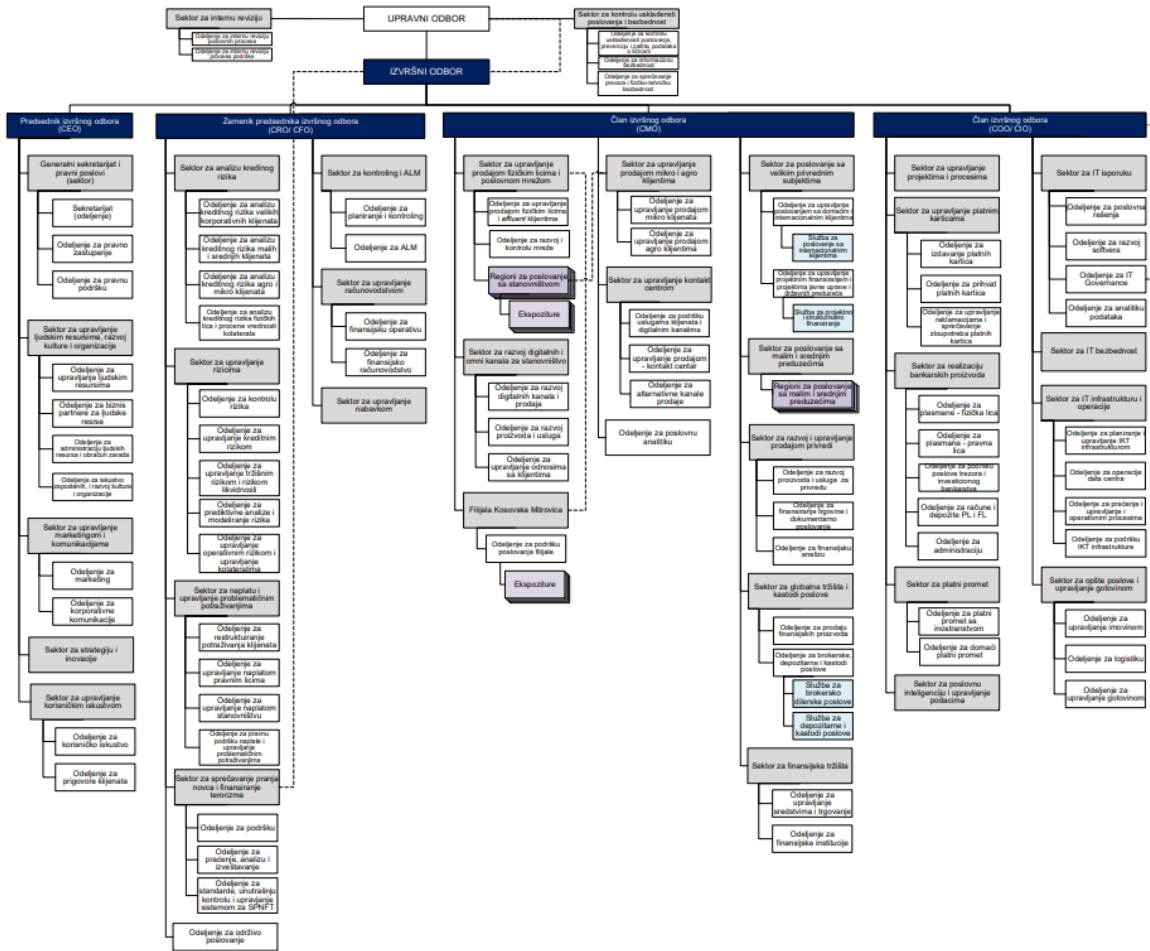 Sektor za internu reviziju
Odeljenje za internu reviziju
poslovnih procesa
Odeljenje za internu reviziju
procesa podrške
UPRAVNI ODBOR
Sektor za kontrolu usklađenosti
poslovanja i bezbednost
Odeljenje za kontrolu
usklađenosti poslovanja,
prevenciju i zaštitu podataka
o ličnosti
Odeljenje za informacionu
bezbednost
Odeljenje za sprečavanje
prevara i fizičko-tehničku
bezbednost
IZVRŠNI ODBOR
Predsednik izvršnog odbora
(CEO)
Generalni sekretarijat i
pravni poslovi
(sektor)
Sekretarijat
(odeljenje)
Odeljenje za pravno
zastupanje
Odeljenje za pravnu
podršku
Sektor za upravljanje
ljudskim resursima, razvoj
kulture i organizacije
Odeljenje za
upravljanje ljudskim
resursima
Odeljenje za biznis
partnere za ljudske
resrse
Odeljenje za
administraciju ljudskih
resursa i obračun zarada
Odeljenje za iskustvo
zaposlenih, i razvoj kulture
i organizacije
Sektor za upravljanje
marketingom i
komunikacijama
Odeljenje za
marketing
Odeljenje za
korporativne
komunikacije
Sektor za strategiju i
inovacije
Sektor za upravljanje
korisničkim iskustvom
Odeljenje za
korisničko iskustvo
Odeljenje za
prigovore klijenata
Zamenik predsednika izvršnog odbora
(CRO/ CFO)
Sektor za analizu kredinog
rizika
Odeljenje za analizu
kreditnog rizika velikih
korporativnih klijenata
Odeljenje za analizu
kreditnog rizika malih
i srednjih klijenata
Odeljenje za analizu
kreditnog rizika agro i
mikro klijenata
Odeljenje za analizu
kreditnog rizika fizičkih
lica i procene vrednosti
kolaterala
Sektor za upravljanje
rizicima
Odeljenje za kontrolu
rizika
Odeljenje za
upravljanje kreditnim
rizikom
Odeljenje za
upravljanje tržišnim
rizikom i rizikom
likvidnosti
Odeljenje za
prediktivne analize i
modeliranje rizika
Odeljenje za
upravljanje
operativnim rizikom i
upravljanje
kolateralima
Sektor za naplatu i
upravljanje problematičnim
potraživanjima
Odeljenje za
restruktuiranje
potraživanja klijenata
Odeljenje za
upravljanje naplatom
pravnim licima
Odeljenje za
upravljanje naplatom
stanovništvu
Odeljenje za pravnu
podršku naplate i
upravljanje
problematičnim
potraživanjima
Sektor za sprečavanje pranja
novca i finansiranje
terorizma
Odeljenje za podršku
Odeljenje za
praćenje, analizu i
izveštavanje
Odeljenje za
standarde, unutrašnju
kontrolu i upravjanje
sistemom za SPNFT
Odeljenje za održivo
poslovanje
Sektor za kontroling i ALM
Odeljenje za
planiranje i kontroling
Odeljenje za ALM
Sektor za upravljanje
računovodstvom
Odeljenje za
finansijsku operativu
Odeljenje za
finansijsko
računovodstvo
Sektor za upravljanje
nabavkom
Član izvršnog odbora
(CMO)
Sektor za upravljanje
prodajom fizičkim licima i
poslovnom mrežom
Odeljenje za upravljanje
prodajom fizičkim licima i
affluent klijentima
Odeljenje za razvoj i
kontrolu mreže
Regioni za poslovanje
sa stanovništvom
Ekspoziture
Sektor za razvoj digitalnih i
omni kanala za stanovništvo
Odeljenje za razvoj
digitalnih kanala i
prodaja
Odeljenje za razvoj
proizvoda i usluga
Odeljenje za
upravljanje odnosima
sa klijentima
Filijala Kosovska Mitrovica
Odeljenje za podršku
poslovanja filijale
Ekspoziture
Sektor za upravljanje
prodajom mikro i agro
klijentima
Odeljenje za
upravljanje prodajom
mikro klijenata
Odeljenje za
upravljanje prodajom
agro klijentima
Sektor za upravljanje kontakt
centrom
Odeljenje za podršku
uslugama klijenata i
digitalnim kanalima
Odeljenje za
upravljanje prodajom
- kontakt centar
Odeljenje za
alternativne kanale
prodaje
Odeljenje za poslovnu
analitiku
Sektor za poslovanje sa
velikim privrednim
subjektima
Odeljenje za upravljanje
poslovanjem sa domaćim i
internacionalnim klijentima
Služba za
poslovanje sa
internacionalnim
klijentima
Odeljenje za upravljanje
projektnim finansiranjem i
projektima javne uprave i
državnih preduzeća
Služba za projektno
i strukturisano
finansiranje
Sektor za poslovanje sa
malim i srednjim
preduzećima
Regioni za poslovanje
sa malim i srednjim
preduzećima
Sektor za razvoj i upravljanje
prodajom privredi
Odeljenje za razvoj
proizvoda i usluga za
privredu
Odeljenje za
finansiranje trgovine i
dokumentarno
poslovanje
Odeljenje za finansijsku
analizu
Sektor za globalna tržišta i
kastodi poslove
Odeljenje za prodaju
finansijskih proizvoda
Odeljenje za brokerske,
depozitarne i kastodi
poslove
Služba za
brokersko
dilerske poslove
Služba za
depozitarne i
kastodi poslove
Sektor za finansijska tržišta
Odeljenje za
upravljanje
sredstvima i trgovanje
Odeljenje za
finansijske institucije
Član izvršnog odbora
(COO/ CIO)
Sektor za upravljanje
projektima i procesima
Sektor za upravljanje platnim
karticama
Odeljenje za
izdavanje platnih
kartica
Odeljenje za prihvat
platnih kartica
Odeljenje za upravljanje
reklamacijama i
sprečavanje
zloupotreba platnih kartica
Sektor za realizaciju
bankarskih proizvoda
Odeljenje za
plasmane - fizička lica
Odeljenje za
plasmane - pravna
lica
Odeljenje za podršku
poslova trezora i
investicionog
bankarstva
Odeljenje za račune i
depozite PL i FL
Odeljenje za
administraciju
Sektor za platni promet
Odeljenje za platni
promet sa
inostranstvom
Odeljenje za domaći
platni promet
Sektor za poslovnu
inteligenciju i upravljanje
podacima
Sektor za IT isporuku
Odeljenje za poslovna
rešenja
Odeljenje za razvoj
softvera
Odeljenje za IT
Governance
Odeljenje za analitiku
podataka
Sektor za IT bezbednost
Sektor za IT infrastrukturu i
operacije
Odeljenje za planiranje i
upravljanje IKT
infrastrukturom
Odeljenje za operacije
data centra
Odeljenje za praćenje i
upravljanje i
operativnim procesima
Odeljenje za podršku
IKT infrastrukture
Sektor za opšte poslove i
upravljanje gotovinom
Odeljenje za
upravljanje imovinom
Odeljenje za logistiku
Odeljenje za
upravljanje gotovinom